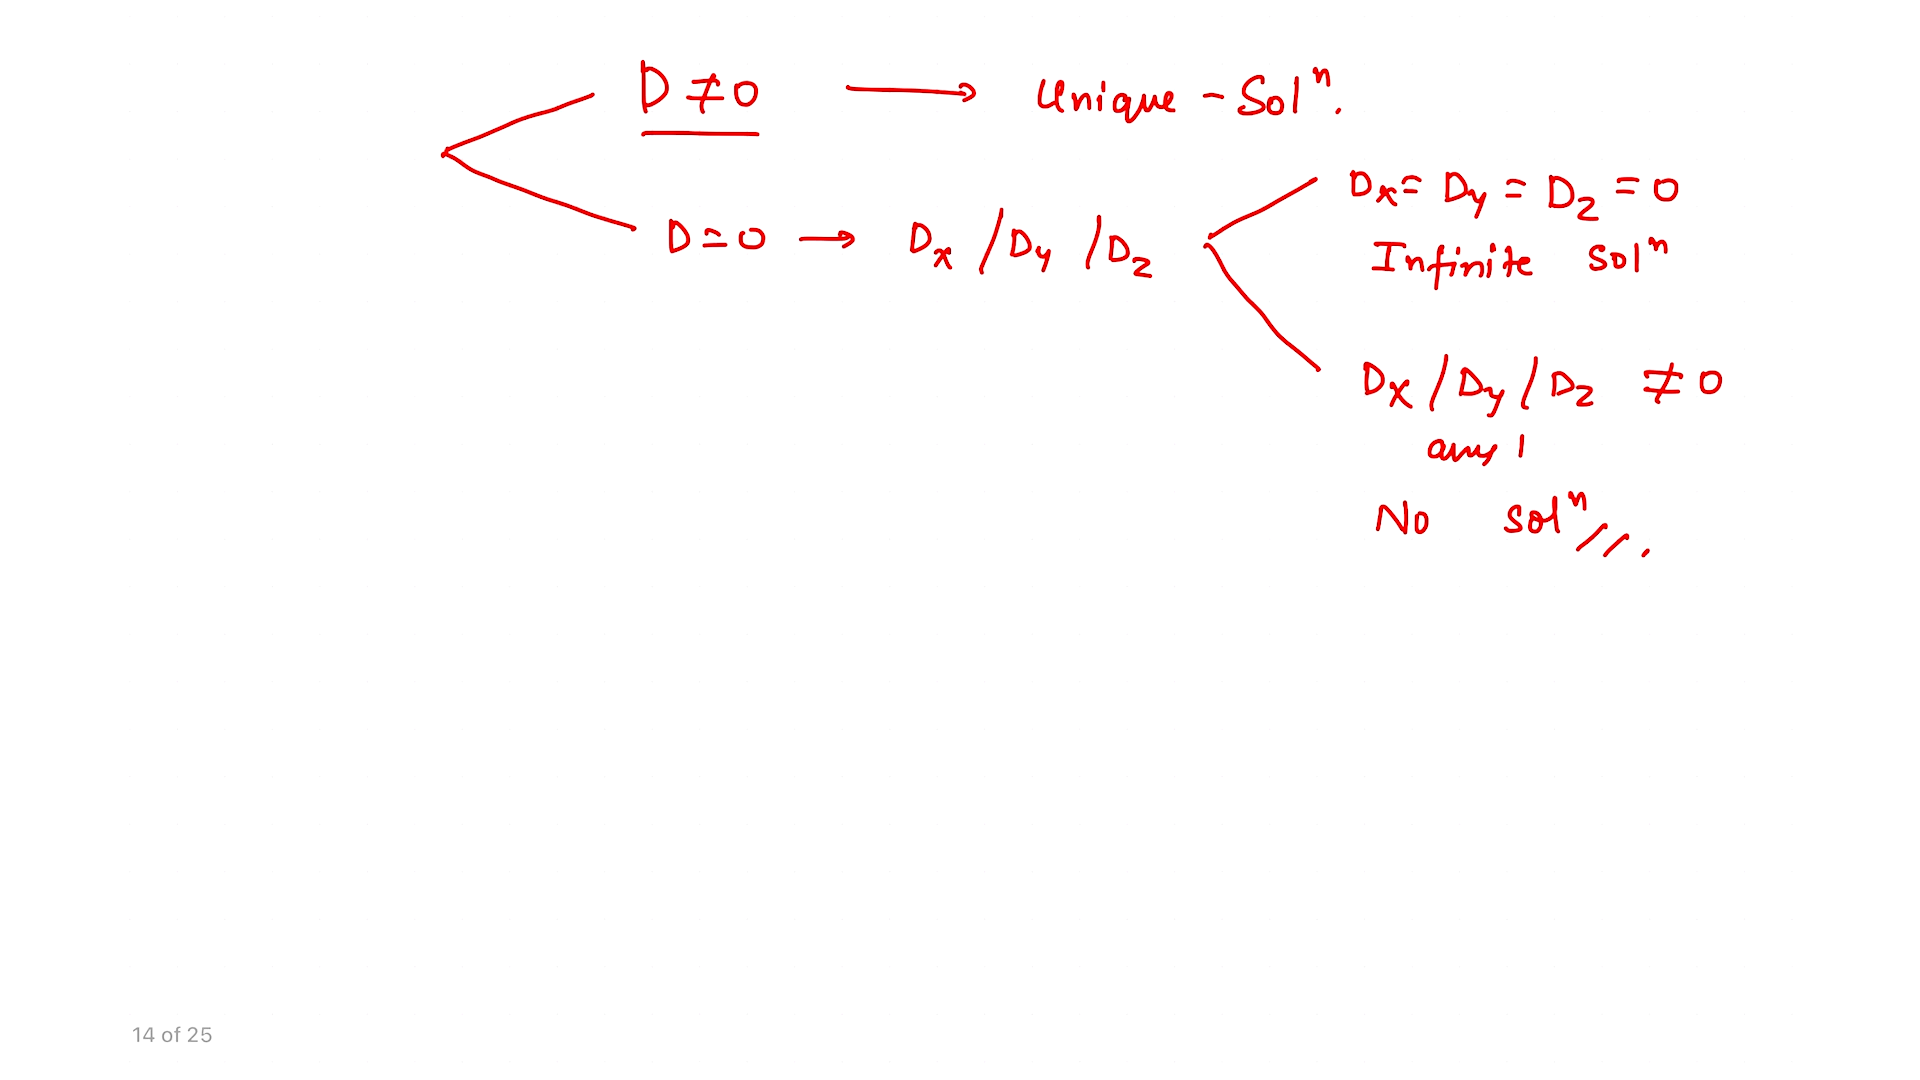 D ≠ 0 → Unique - Solⁿ.
D = 0 → Dx / Dy / Dz
Dx = Dy = Dz = 0
Infinite Solⁿ
Dx / Dy / Dz ≠ 0
any 1
No Solⁿ //.
14 of 25